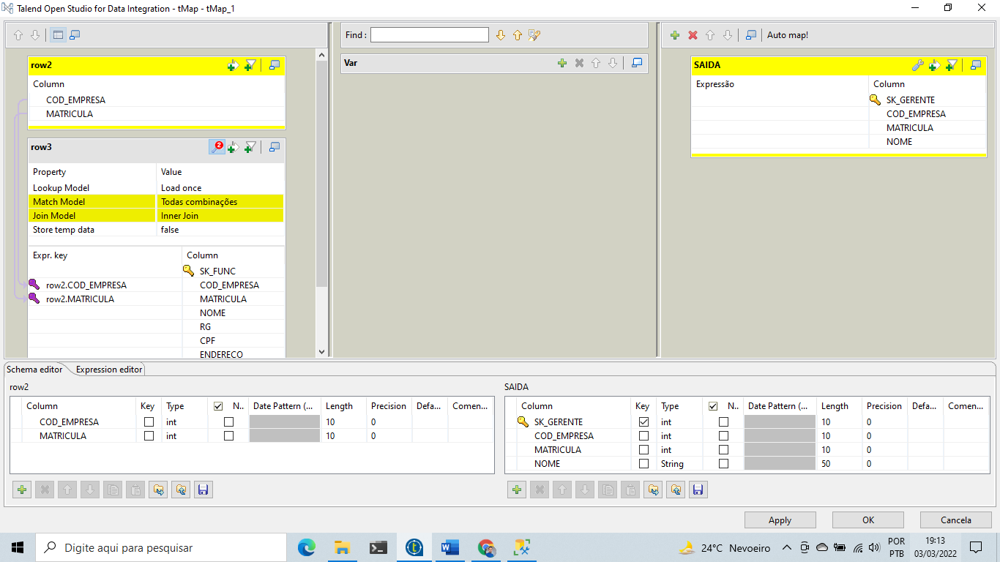 Talend Open Studio for Data Integration - tMap - tMap_1
Find :
Auto map!
row2
Column
COD_EMPRESA
MATRICULA
row3
2
Property Value
Lookup Model Load once
Match Model Todas combinações
Join Model Inner Join
Store temp data false
Expr. key Column
SK_FUNC
row2.COD_EMPRESA COD_EMPRESA
row2.MATRICULA MATRICULA
NOME
RG
CPF
ENDERECO
Var
SAIDA
Expressão Column
SK_GERENTE
COD_EMPRESA
MATRICULA
NOME
Schema editor Expression editor
row2
Column Key Type N.. Date Pattern (... Length Precision Defa... Comen...
COD_EMPRESA int 10 0
MATRICULA int 10 0
SAIDA
Column Key Type N.. Date Pattern (... Length Precision Defa... Comen...
SK_GERENTE int 10 0
COD_EMPRESA int 10 0
MATRICULA int 10 0
NOME String 50 0
Apply OK Cancela
Digite aqui para pesquisar
24°C Nevoeiro
POR
PTB
19:13
03/03/2022